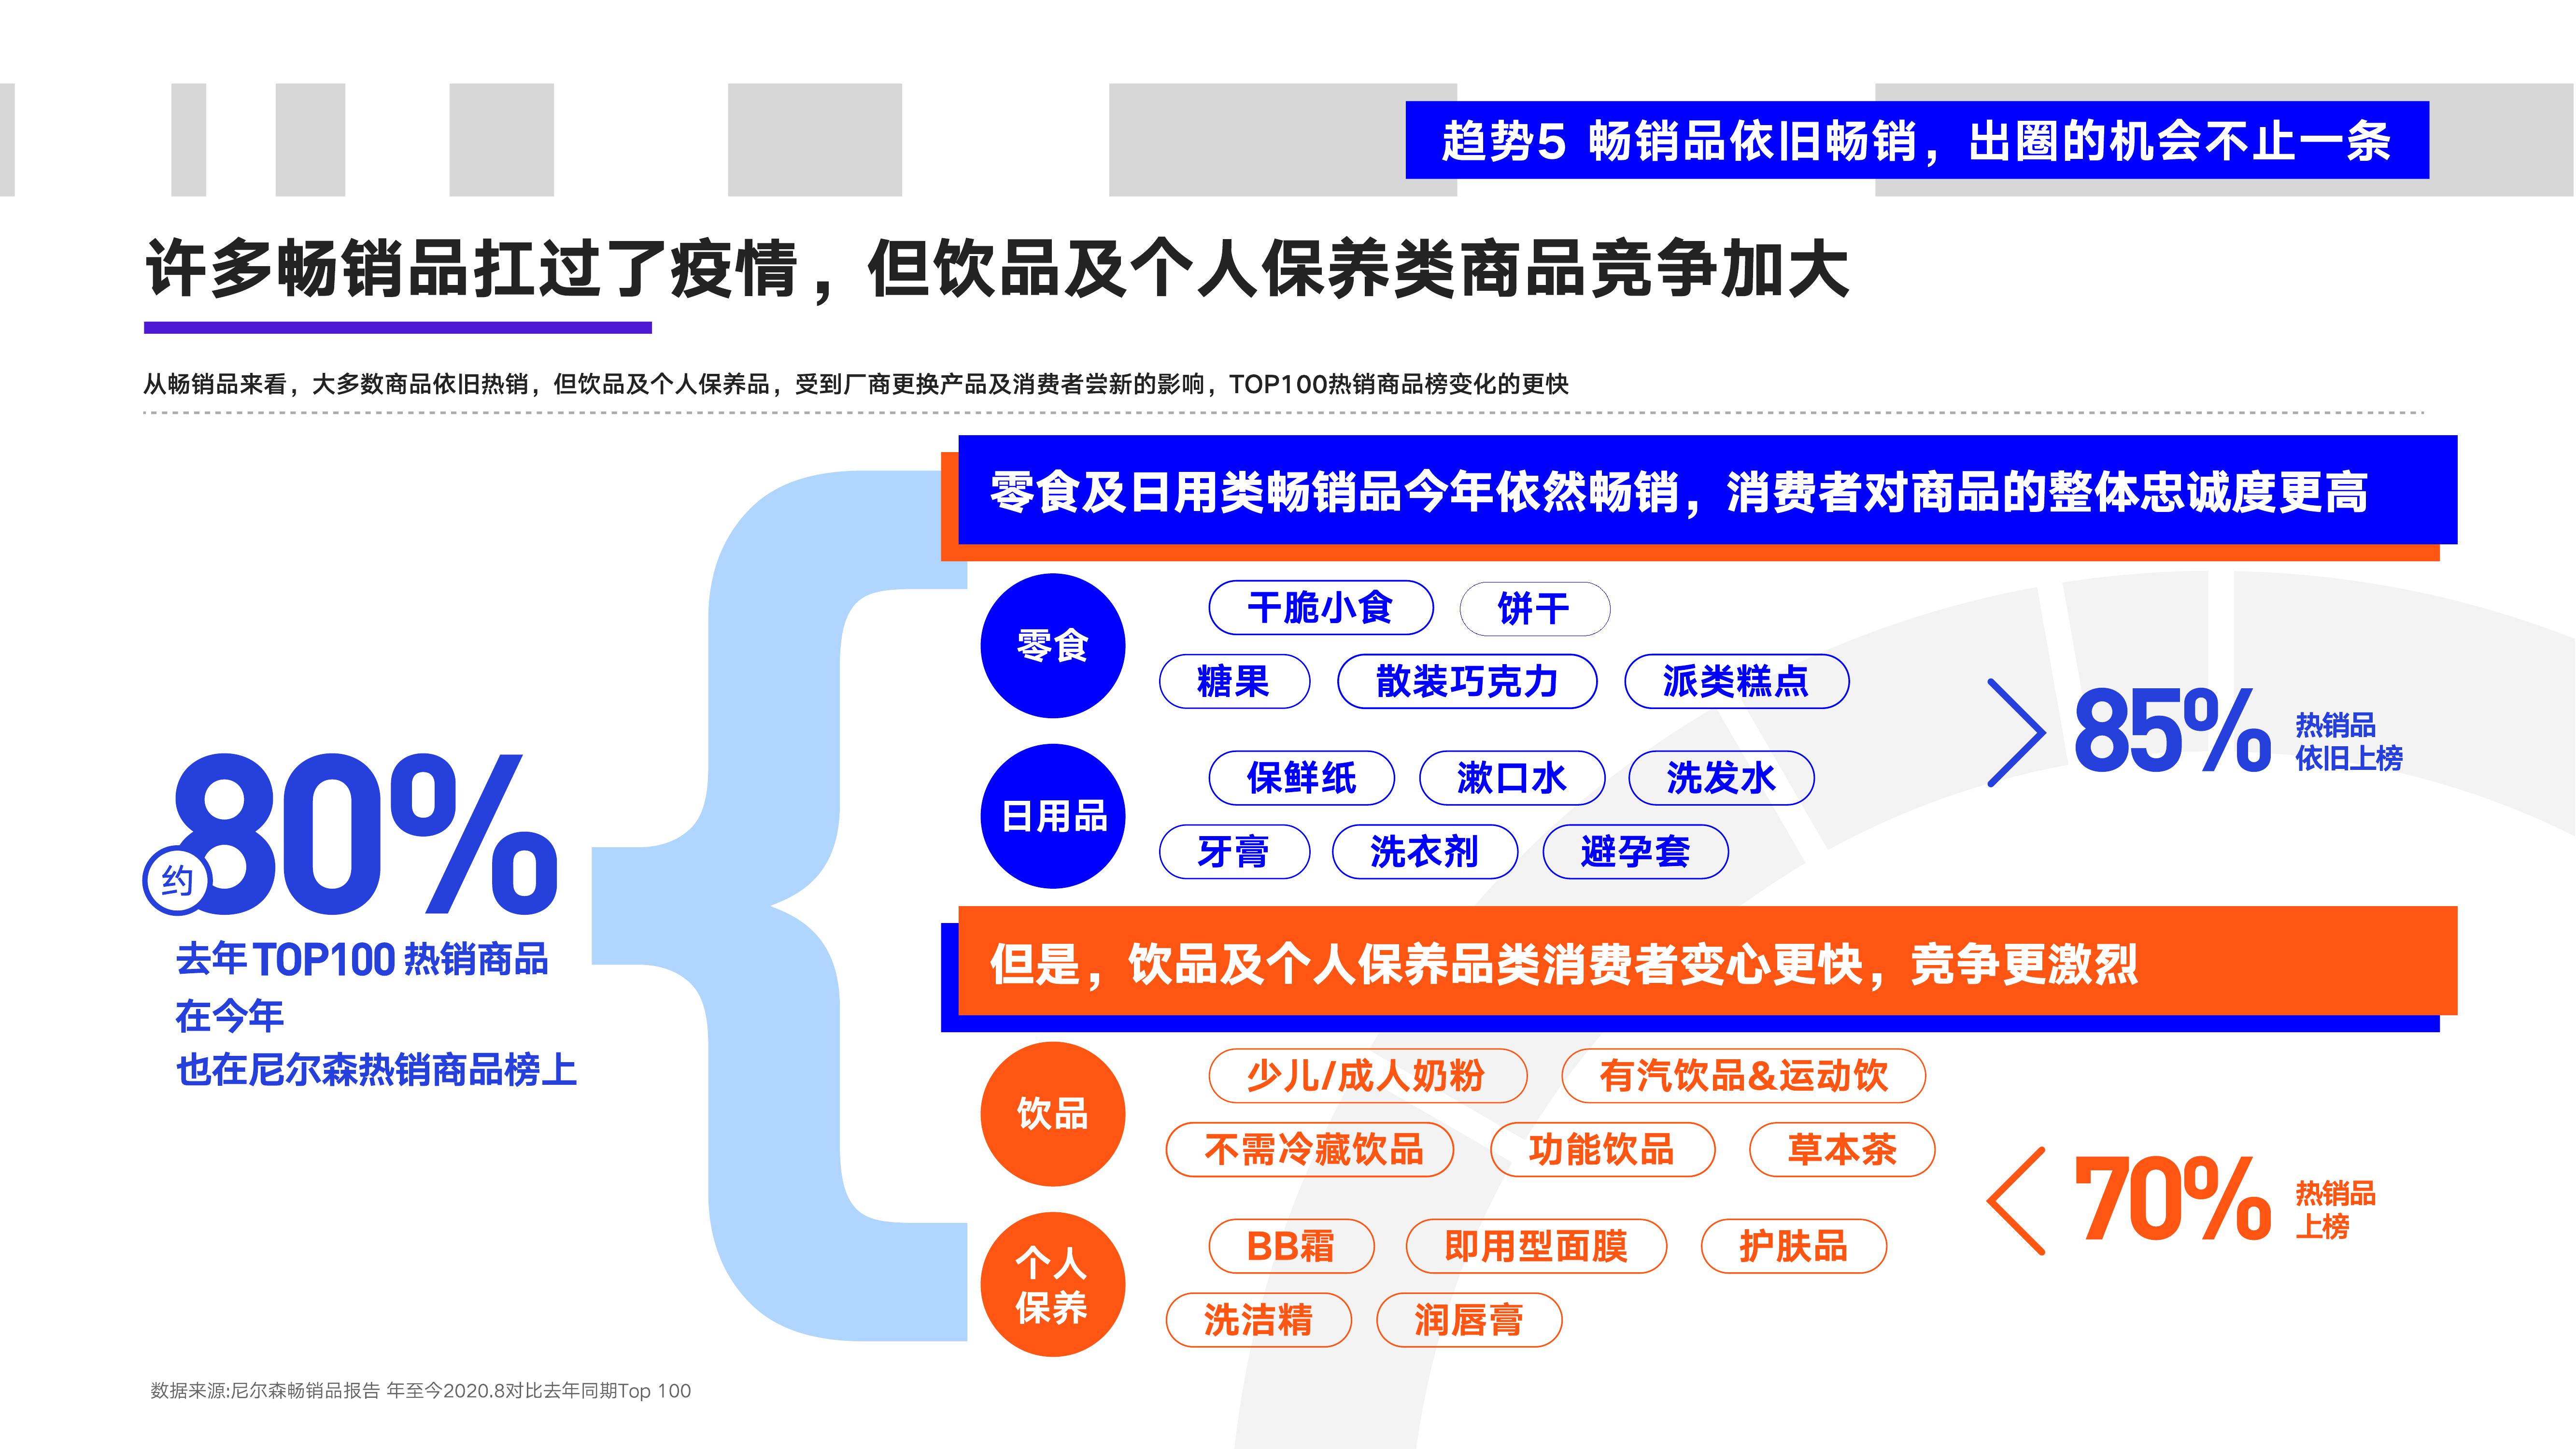 趋势5 畅销品依旧畅销，出圈的机会不止一条
许多畅销品扛过了疫情，但饮品及个人保养类商品竞争加大
从畅销品来看，大多数商品依旧热销，但饮品及个人保养品，受到厂商更换产品及消费者尝新的影响，TOP100热销商品榜变化的更快
约
80%
去年TOP100 热销商品
在今年
也在尼尔森热销商品榜上
零食及日用类畅销品今年依然畅销，消费者对商品的整体忠诚度更高
零食
干脆小食 饼干
糖果 散装巧克力 派类糕点
日用品
保鲜纸 漱口水 洗发水
牙膏 洗衣剂 避孕套
>85%
热销品
依旧上榜
但是，饮品及个人保养品类消费者变心更快，竞争更激烈
饮品
少儿/成人奶粉 有汽饮品&运动饮
不需冷藏饮品 功能饮品 草本茶
个人
保养
BB霜 即用型面膜 护肤品
洗洁精 润唇膏
<70%
热销品
上榜
数据来源:尼尔森畅销品报告 年至今2020.8对比去年同期Top 100